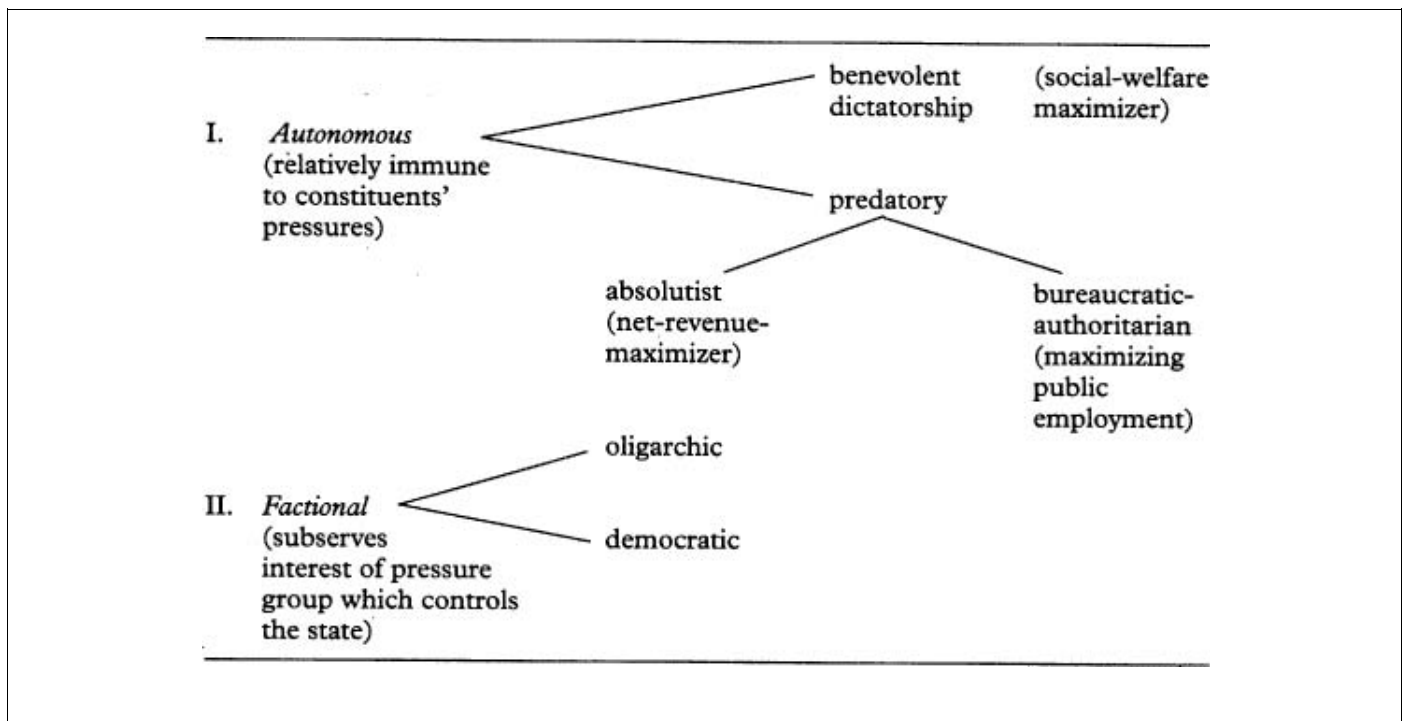 benevolent (social-welfare
dictatorship maximizer)
I. Autonomous
(relatively immune
to constituents'
pressures)
predatory
absolutist
(net-revenue-
maximizer)
bureaucratic-
authoritarian
(maximizing
public
employment)
oligarchic
II. Factional
(subserves
interest of pressure
group which controls
the state)
democratic